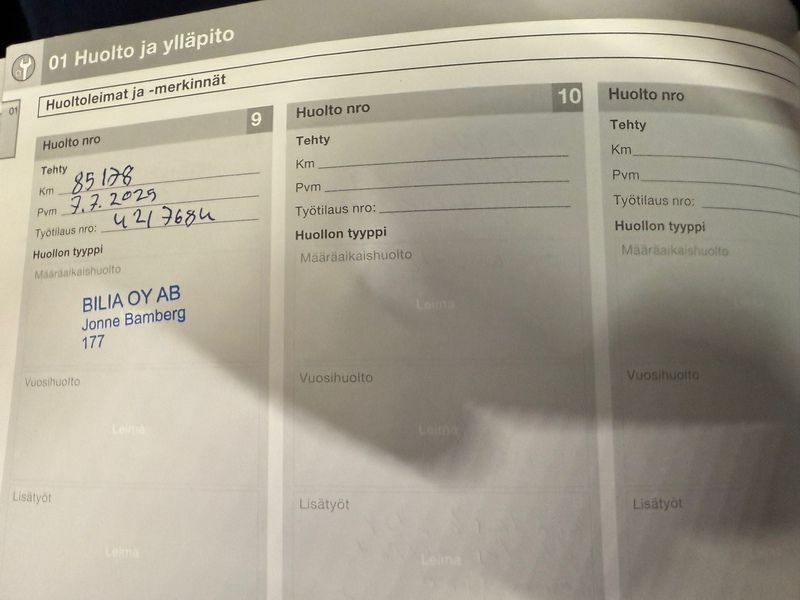 01 Huolto ja ylläpito
01
Huoltoleimat ja -merkinnät
Huolto nro 9
Tehty
Km 85178
Pvm 7.7.2025
Työtilaus nro: 4217684
Huollon tyyppi
Määräaikaishuolto
BILIA OY AB
Jonne Bamberg
177
Vuosihuolto
Leima
Lisätyöt
Leima
Huolto nro 10
Tehty
Km
Pvm
Työtilaus nro:
Huollon tyyppi
Määräaikaishuolto
Leima
Vuosihuolto
Leima
Lisätyöt
Leima
Huolto nro
Tehty
Km
Pvm
Työtilaus nro:
Huollon tyyppi
Määräaikaishuolto
Leima
Vuosihuolto
Lisätyöt
Leima